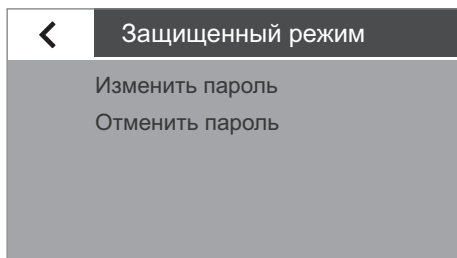 Защищенный режим
Изменить пароль
Отменить пароль